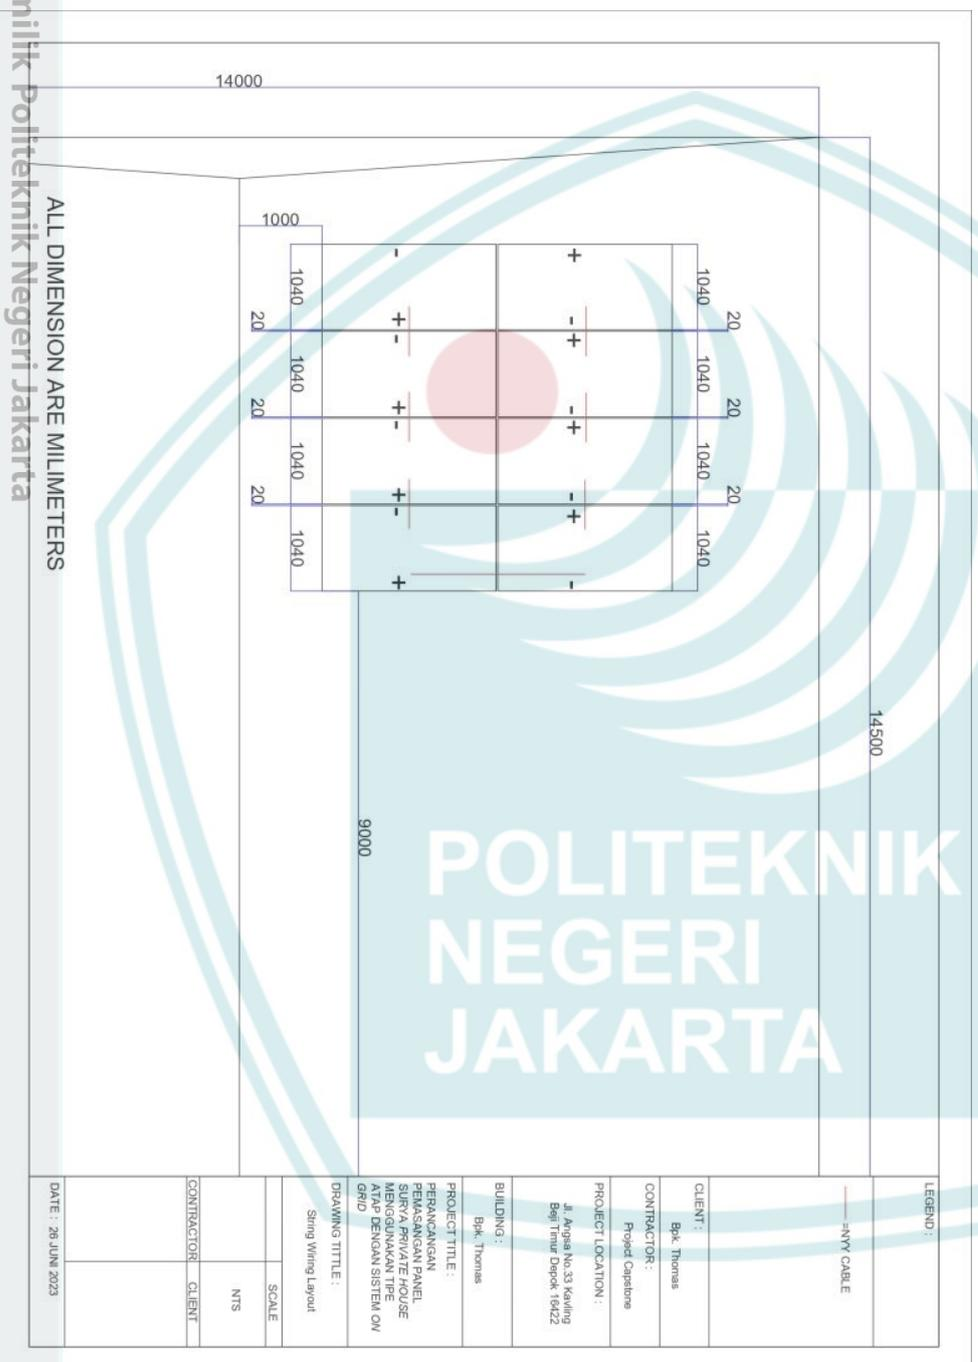 milik Politeknik Negeri Jakarta
14000
14500
1000
1040
1040
1040
1040
20
20
20
1040
1040
1040
1040
20
20
20
- +
+ -
- +
+ -
- +
+ -
- +
+ -
9000
ALL DIMENSION ARE MILIMETERS
POLITEKNIK
NEGERI
JAKARTA
LEGEND :
=NYY CABLE
CLIENT :
Bpk. Thomas
CONTRACTOR :
Project Capstone
PROJECT LOCATION :
Jl. Angsa No.33 Kavling
Beji Timur Depok 16422
BUILDING :
Bpk. Thomas
PROJECT TITLE :
PERANCANGAN
PEMASANGAN PANEL
SURYA PRIVATE HOUSE
MENGGUNAKAN TIPE
ATAP DENGAN SISTEM ON
GRID
DRAWING TITTLE :
String Wiring Layout
SCALE
NTS
CONTRACTOR CLIENT
DATE : 26 JUNI 2023